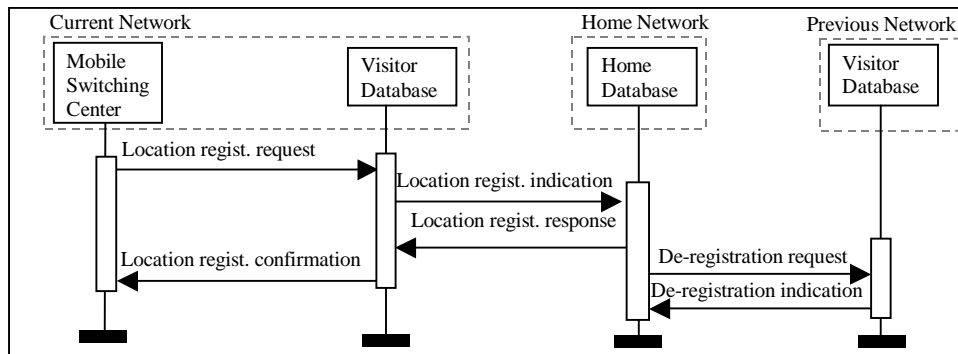 Current Network
Home Network
Previous Network
Mobile
Switching
Center
Visitor
Database
Home
Database
Visitor
Database
Location regist. request
Location regist. indication
Location regist. response
Location regist. confirmation
De-registration request
De-registration indication